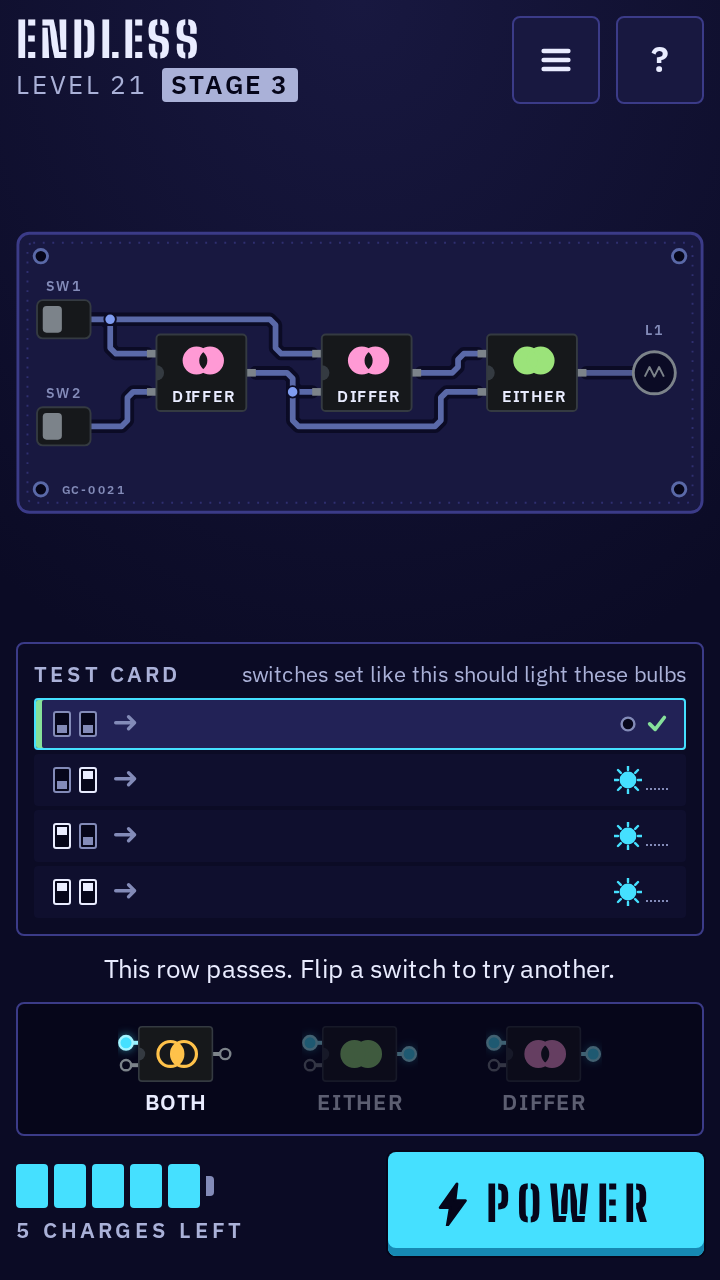 ENDLESS
LEVEL 21 STAGE 3
?
SW1
L1
DIFFER DIFFER EITHER
SW2
GC-0021
TEST CARD switches set like this should light these bulbs
This row passes. Flip a switch to try another.
BOTH EITHER DIFFER
POWER
5 CHARGES LEFT